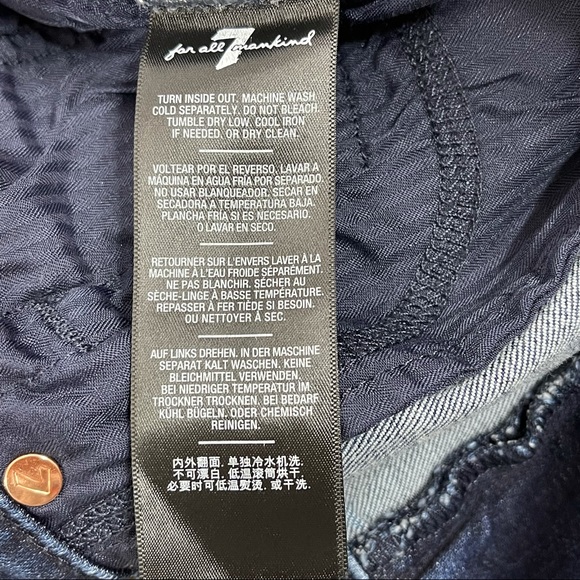 7
for all mankind
TURN INSIDE OUT. MACHINE WASH
COLD SEPARATELY. DO NOT BLEACH.
TUMBLE DRY LOW. COOL IRON
IF NEEDED. OR DRY CLEAN.
VOLTEAR POR EL REVERSO, LAVAR A
MÁQUINA EN AGUA FRÍA POR SEPARADO.
NO USAR BLANQUEADOR. SECAR EN
SECADORA A TEMPERATURA BAJA.
PLANCHA FRÍA SI ES NECESARIO.
O LAVAR EN SECO.
RETOURNER SUR L'ENVERS LAVER À LA
MACHINE À L'EAU FROIDE SÉPARÉMENT.
NE PAS BLANCHIR. SÉCHER AU
SÈCHE-LINGE À BASSE TEMPÉRATURE.
REPASSER À FER TIÈDE SI BESOIN.
OU NETTOYER À SEC.
AUF LINKS DREHEN. IN DER MASCHINE
SEPARAT KALT WASCHEN. KEINE
BLEICHMITTEL VERWENDEN.
BEI NIEDRIGER TEMPERATUR IM
TROCKNER TROCKNEN. BEI BEDARF
KÜHL BÜGELN. ODER CHEMISCH
REINIGEN.
内外翻面. 单独冷水机洗.
不可漂白. 低温滚筒烘干.
必要时可低温熨烫. 或干洗.
7